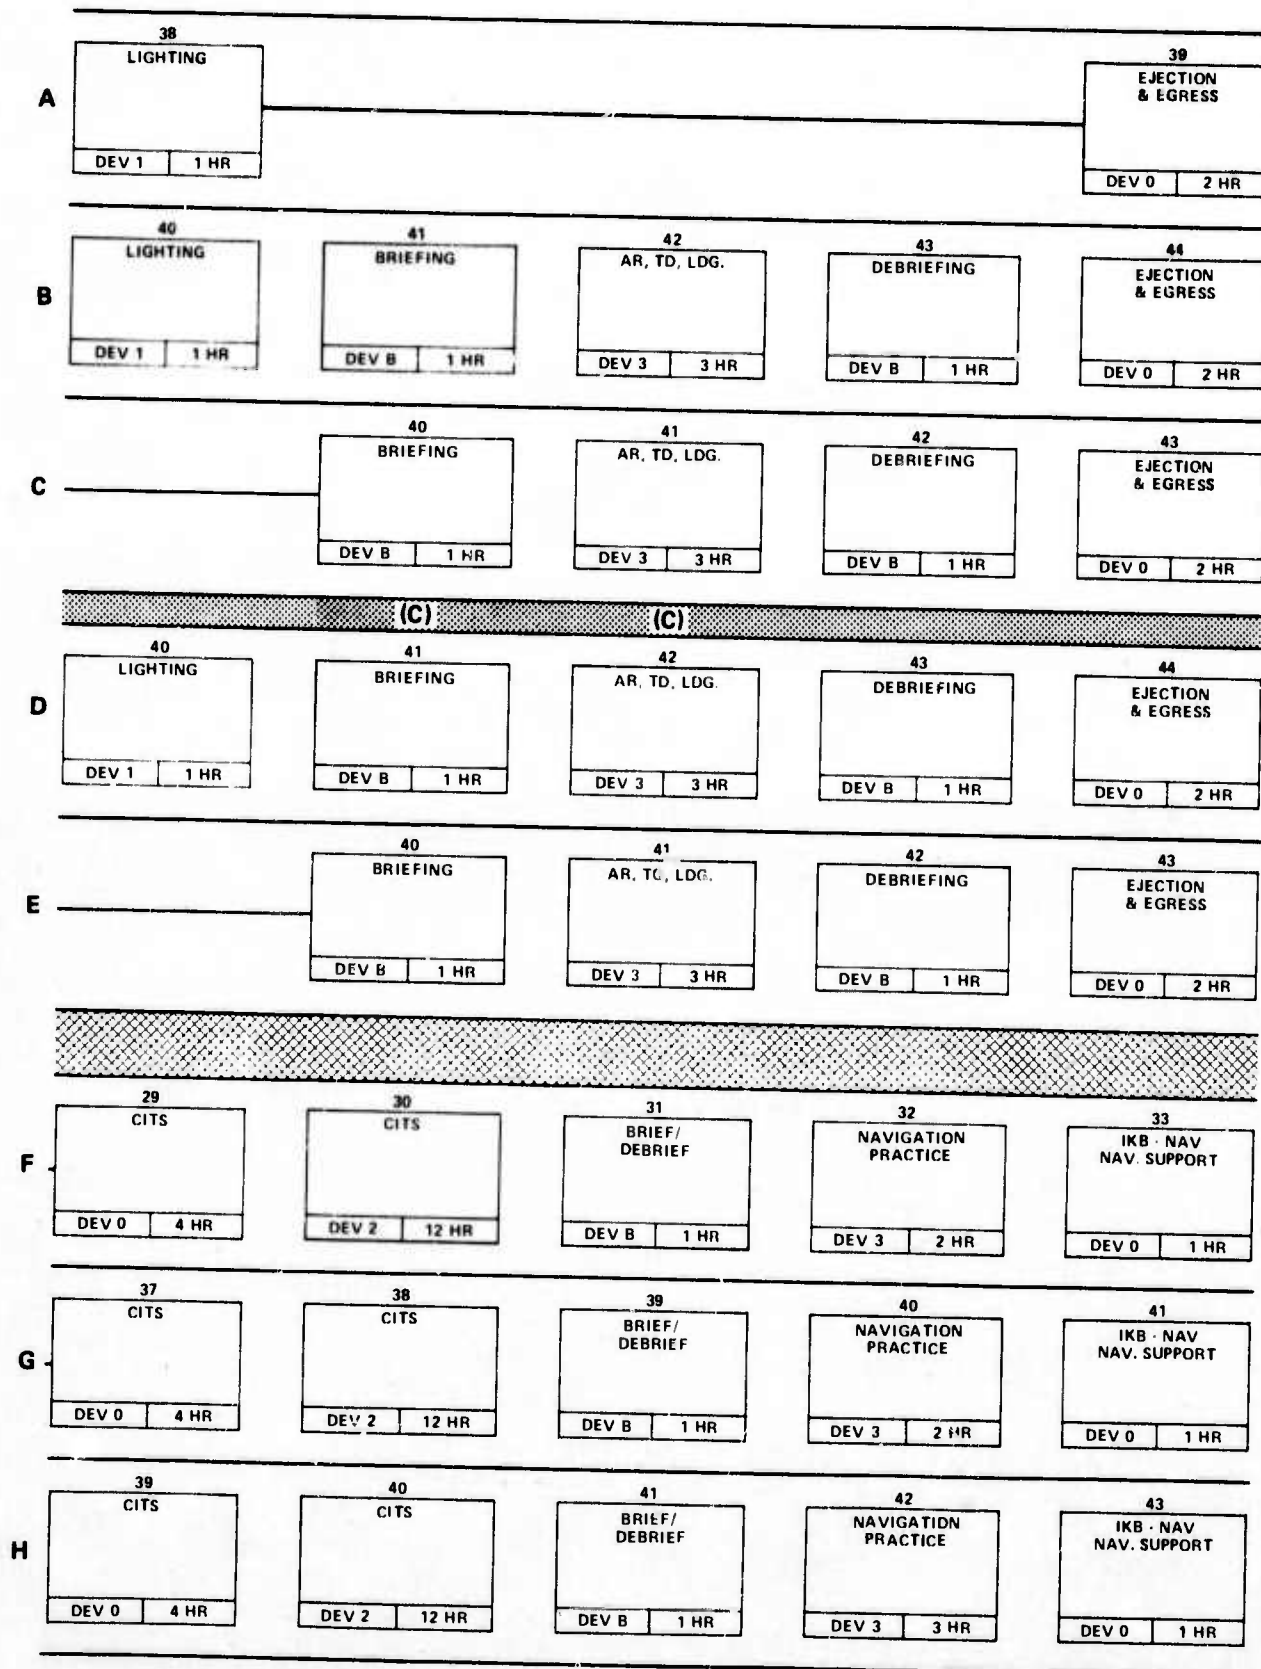 38
LIGHTING
DEV 1 1 HR
A
39
EJECTION
& EGRESS
DEV 0 2 HR
40
LIGHTING
DEV 1 1 HR
B
41
BRIEFING
DEV B 1 HR
42
AR, TD, LDG.
DEV 3 3 HR
43
DEBRIEFING
DEV B 1 HR
44
EJECTION
& EGRESS
DEV 0 2 HR
C
40
BRIEFING
DEV B 1 HR
41
AR, TD, LDG.
DEV 3 3 HR
42
DEBRIEFING
DEV B 1 HR
43
EJECTION
& EGRESS
DEV 0 2 HR
(C) (C)
40
LIGHTING
DEV 1 1 HR
D
41
BRIEFING
DEV B 1 HR
42
AR, TD, LDG.
DEV 3 3 HR
43
DEBRIEFING
DEV B 1 HR
44
EJECTION
& EGRESS
DEV 0 2 HR
E
40
BRIEFING
DEV B 1 HR
41
AR, TD, LDG.
DEV 3 3 HR
42
DEBRIEFING
DEV B 1 HR
43
EJECTION
& EGRESS
DEV 0 2 HR
F
29
CITS
DEV 0 4 HR
30
CITS
DEV 2 12 HR
31
BRIEF/
DEBRIEF
DEV B 1 HR
32
NAVIGATION
PRACTICE
DEV 3 2 HR
33
IKB - NAV
NAV. SUPPORT
DEV 0 1 HR
G
37
CITS
DEV 0 4 HR
38
CITS
DEV 2 12 HR
39
BRIEF/
DEBRIEF
DEV B 1 HR
40
NAVIGATION
PRACTICE
DEV 3 2 HR
41
IKB - NAV
NAV. SUPPORT
DEV 0 1 HR
H
39
CITS
DEV 0 4 HR
40
CITS
DEV 2 12 HR
41
BRIEF/
DEBRIEF
DEV B 1 HR
42
NAVIGATION
PRACTICE
DEV 3 3 HR
43
IKB - NAV
NAV. SUPPORT
DEV 0 1 HR